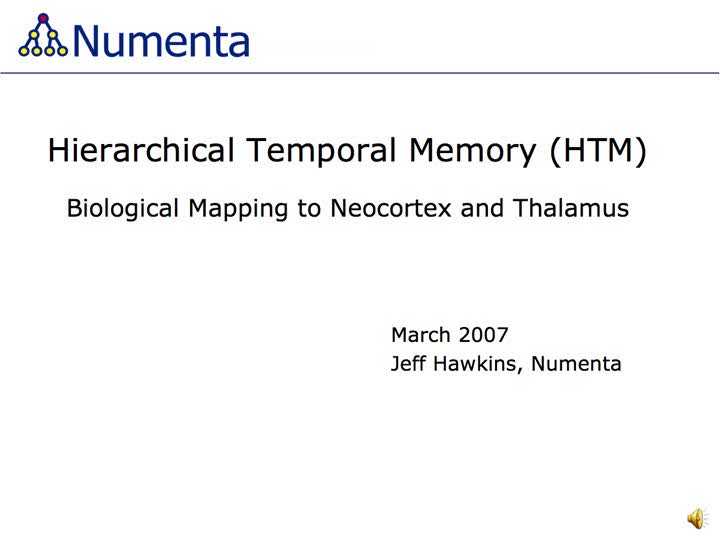 Numenta
Hierarchical Temporal Memory (HTM)
Biological Mapping to Neocortex and Thalamus
March 2007
Jeff Hawkins, Numenta